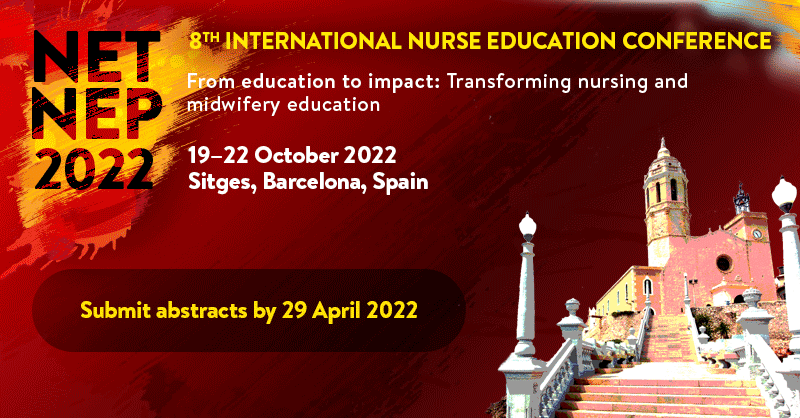 NET
NEP
2022
8TH INTERNATIONAL NURSE EDUCATION CONFERENCE
From education to impact: Transforming nursing and
midwifery education
19–22 October 2022
Sitges, Barcelona, Spain
Submit abstracts by 29 April 2022